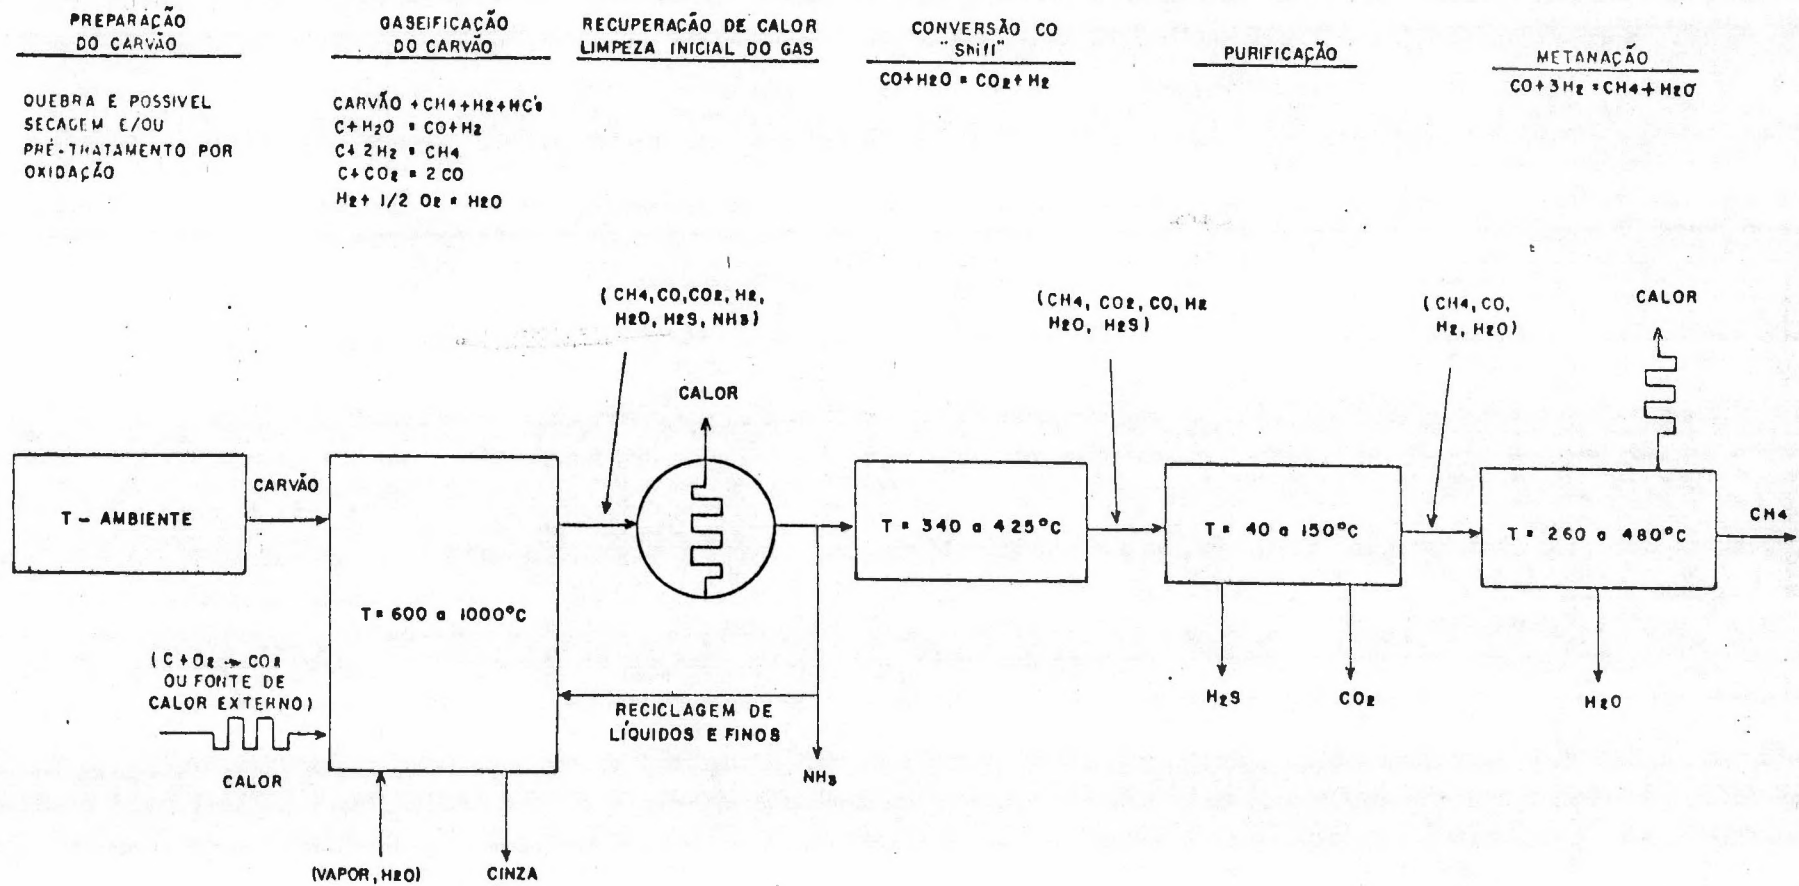 PREPARAÇÃO
DO CARVÃO
QUEBRA E POSSIVEL
SECAGEM E/OU
PRÉ-TRATAMENTO POR
OXIDAÇÃO
GASEIFICAÇÃO
DO CARVÃO
CARVÃO + CH4 + H2 + HC's
C + H2O = CO + H2
C + 2H2 = CH4
C + CO2 = 2 CO
H2 + 1/2 O2 = H2O
RECUPERAÇÃO DE CALOR
LIMPEZA INICIAL DO GAS
CONVERSÃO CO
"Shift"
CO + H2O = CO2 + H2
PURIFICAÇÃO
METANAÇÃO
CO + 3H2 = CH4 + H2O
(CH4, CO, CO2, H2,
H2O, H2S, NH3)
(CH4, CO2, CO, H2
H2O, H2S)
(CH4, CO,
H2, H2O)
CALOR
CALOR
T - AMBIENTE
CARVÃO
T = 600 a 1000°C
T = 340 a 425°C
T = 40 a 150°C
T = 260 a 480°C
CH4
(C + O2 → CO2
OU FONTE DE
CALOR EXTERNO)
CALOR
RECICLAGEM DE
LÍQUIDOS E FINOS
NH3
H2S
CO2
H2O
(VAPOR, H2O)
CINZA